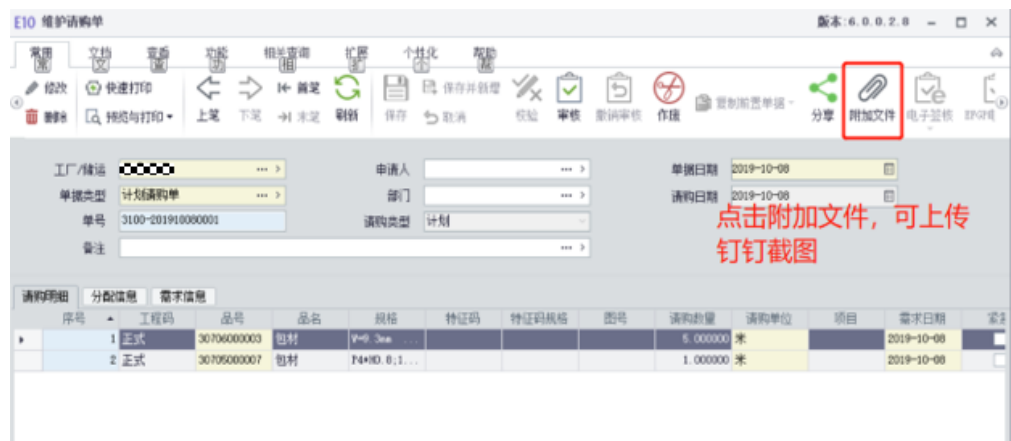 E10 维护请购单 版本:6.0.0.2.8
常用 文档 查看 功能 相关查询 扩展 个性化 帮助
修改 快速打印 首笔 保存并新增 复制前置单据
删除 预览与打印 上笔 下笔 末笔 刷新 保存 取消 校验 审核 撤销审核 作废 分享 附加文件 电子签核
工厂/储运 申请人 单据日期 2019-10-08
单据类型 计划请购单 部门 请购日期 2019-10-08
单号 3100-201910080001 请购类型 计划
备注
点击附加文件，可上传
钉钉截图
请购明细 分配信息 需求信息
序号 工程码 品号 品名 规格 特征码 特征码规格 图号 请购数量 请购单位 项目 需求日期
1 正式 30706000003 包材 5.000000 米 2019-10-08
2 正式 30705000007 包材 1.000000 米 2019-10-08